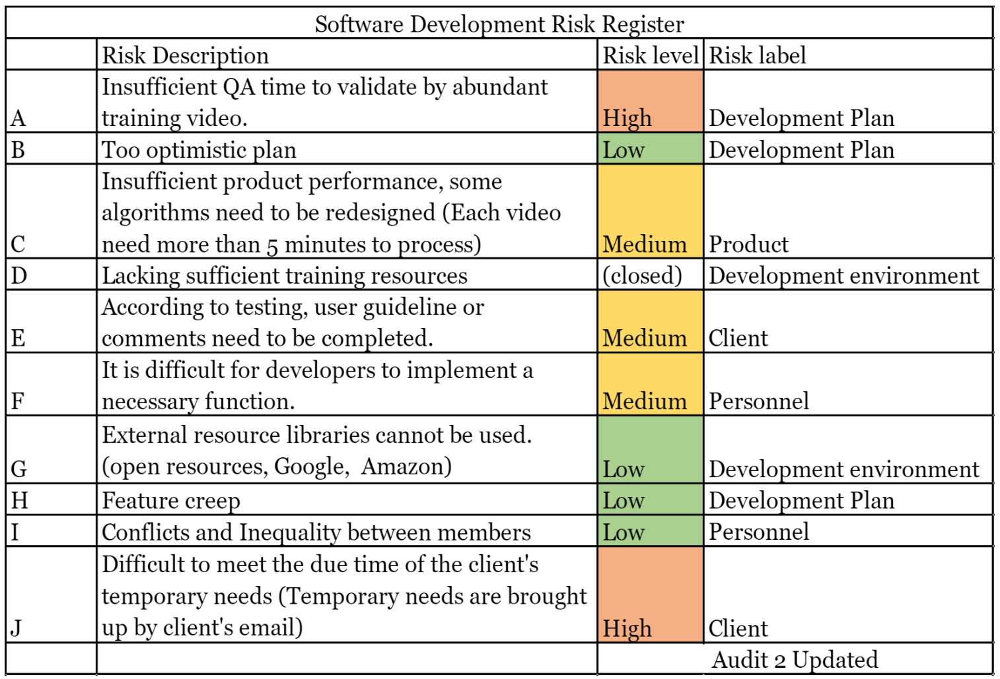 Software Development Risk Register
Risk Description Risk level Risk label
Insufficient QA time to validate by abundant
A training video. High Development Plan
B Too optimistic plan Low Development Plan
Insufficient product performance, some
algorithms need to be redesigned (Each video
C need more than 5 minutes to process) Medium Product
D Lacking sufficient training resources (closed) Development environment
According to testing, user guideline or
E comments need to be completed. Medium Client
It is difficult for developers to implement a
F necessary function. Medium Personnel
External resource libraries cannot be used.
G (open resources, Google, Amazon) Low Development environment
H Feature creep Low Development Plan
I Conflicts and Inequality between members Low Personnel
Difficult to meet the due time of the client's
temporary needs (Temporary needs are brought
J up by client's email) High Client
Audit 2 Updated